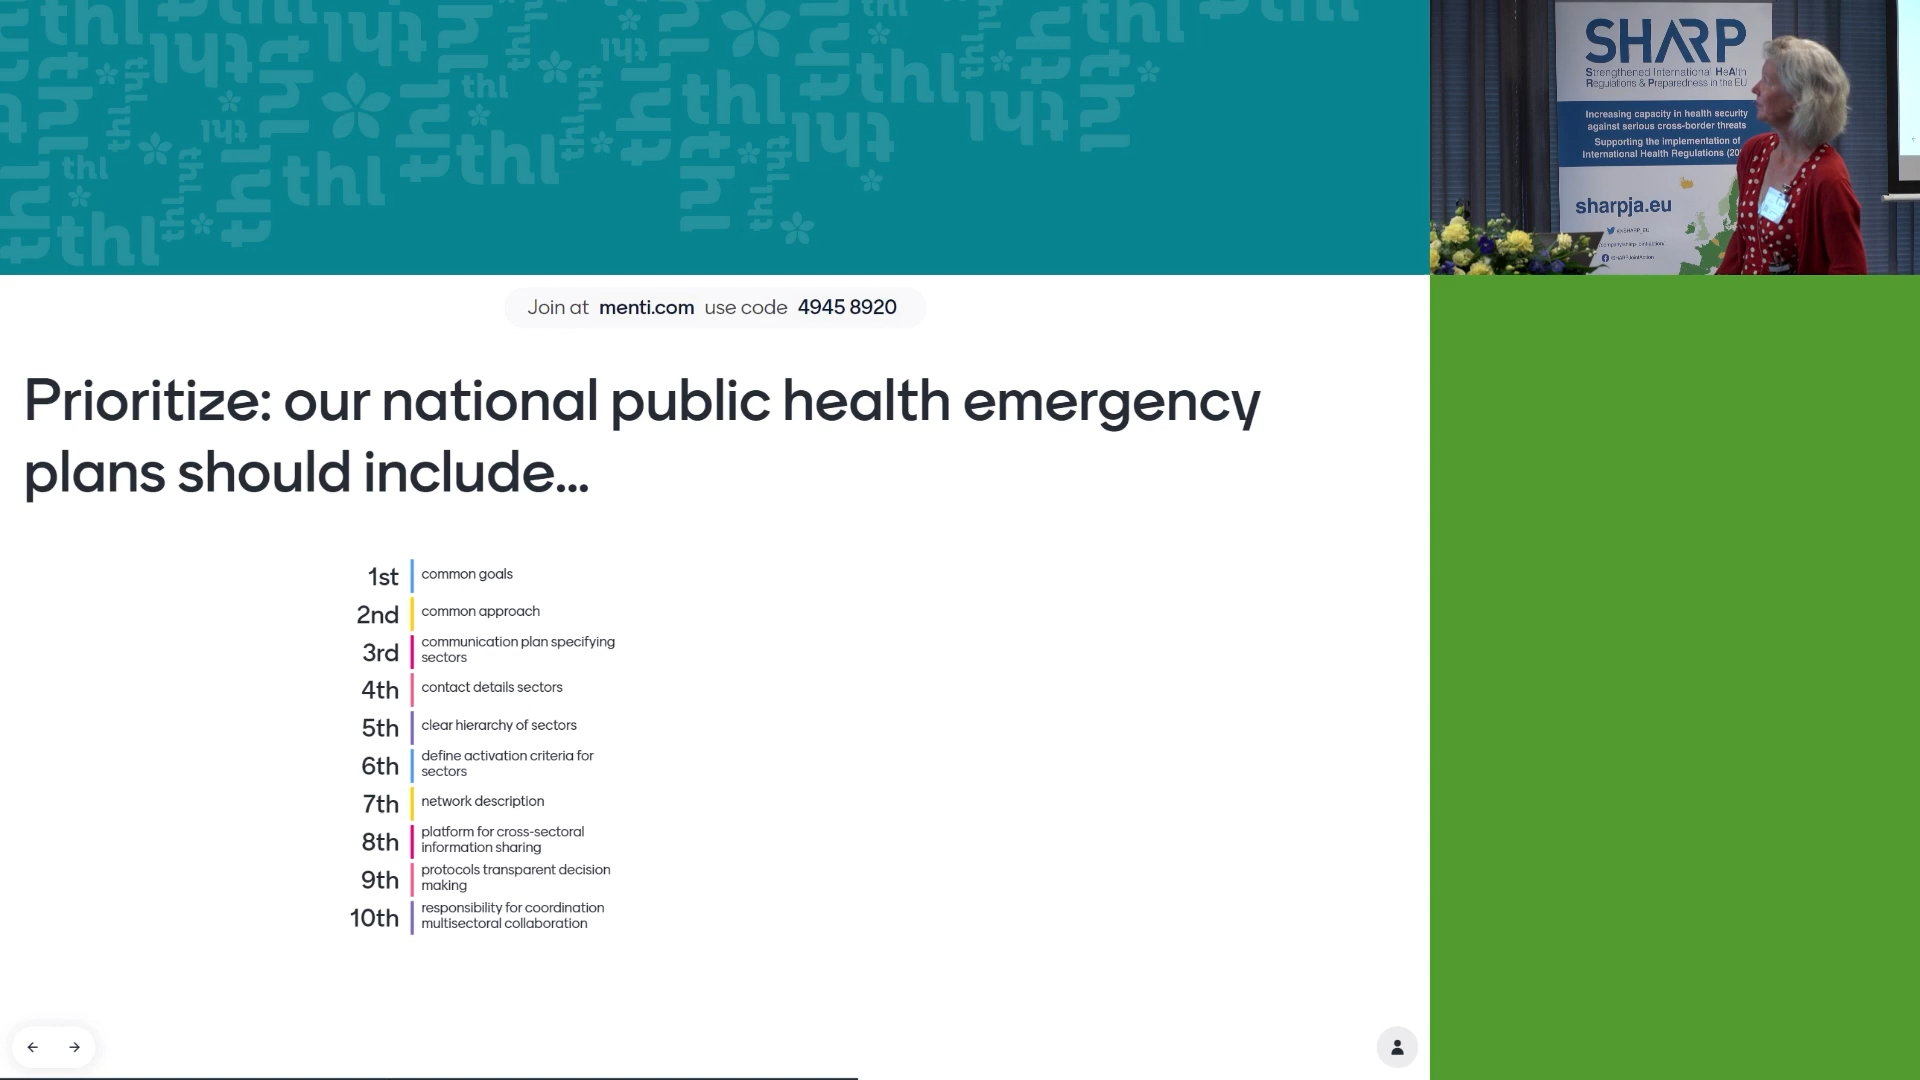 thl
Join at menti.com use code 4945 8920
Prioritize: our national public health emergency
plans should include...
1st common goals
2nd common approach
3rd communication plan specifying
sectors
4th contact details sectors
5th clear hierarchy of sectors
6th define activation criteria for
sectors
7th network description
8th platform for cross-sectoral
information sharing
9th protocols transparent decision
making
10th responsibility for coordination
multisectoral collaboration
SHARP
Strengthened International HeAlth
Regulations & Preparedness in the EU
Increasing capacity in health security
against serious cross-border threats
Supporting the implementation of
International Health Regulations
sharpja.eu